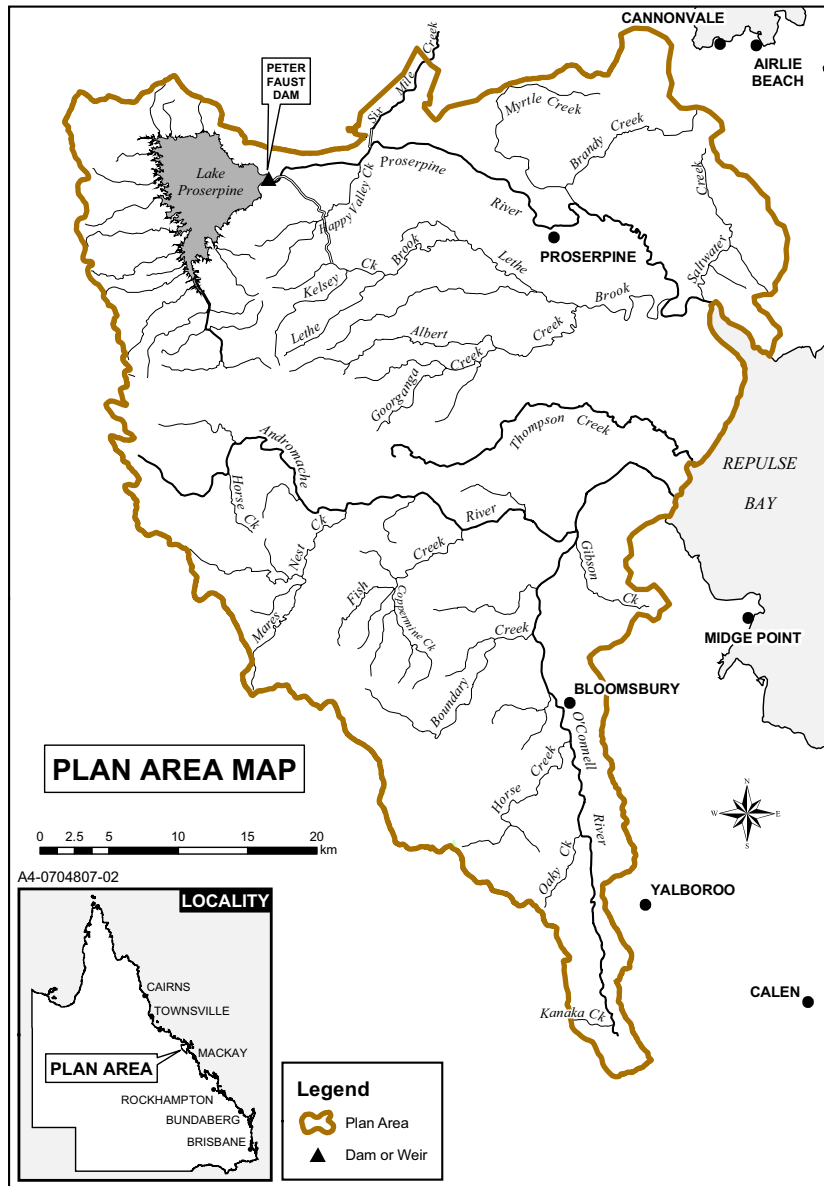 CANNONVALE
AIRLIE
BEACH
PETER
FAUST
DAM
Six Mile Creek
Myrtle Creek
Brandy Creek
Lake
Proserpine
Proserpine River
Happy Valley Ck
PROSERPINE
Saltwater Creek
Kelsey Ck
Lethe Brook
Lethe Brook
Albert Creek
Goorganga Creek
Thompson Creek
REPULSE
BAY
Andromache River
Horse Ck
Mares Nest Ck
Fish Creek
Coppermine Ck
Gibson Ck
MIDGE POINT
Boundary Creek
BLOOMSBURY
O'Connell River
PLAN AREA MAP
Horse Creek
N
W
E
S
0 2.5 5 10 15 20
km
Oaky Ck
YALBOROO
A4-0704807-02
LOCALITY
CALEN
Kanaka Ck
CAIRNS
TOWNSVILLE
MACKAY
PLAN AREA
ROCKHAMPTON
BUNDABERG
BRISBANE
Legend
Plan Area
Dam or Weir